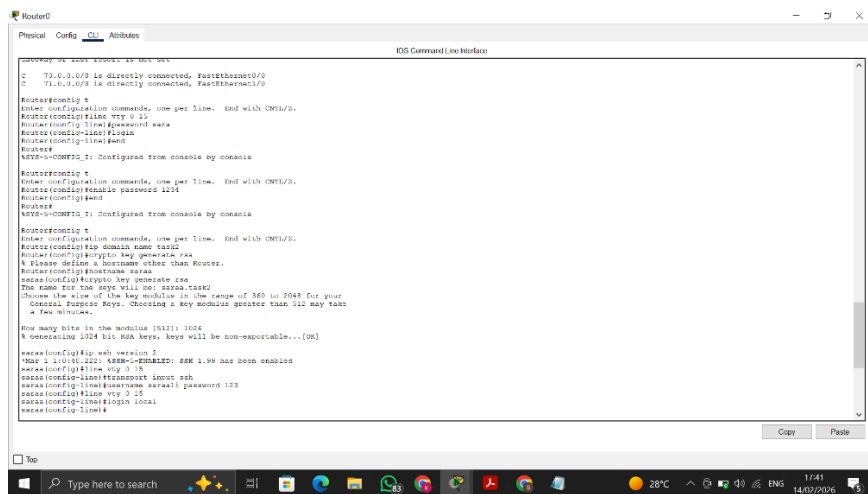 Router0
Physical Config CLI Attributes
IOS Command Line Interface
Gateway of last resort is not set
C 70.0.0.0/8 is directly connected, FastEthernet0/0
C 71.0.0.0/8 is directly connected, FastEthernet1/0
Router#config t
Enter configuration commands, one per line. End with CNTL/Z.
Router(config)#line vty 0 15
Router(config-line)#password sara
Router(config-line)#login
Router(config-line)#end
Router#
%SYS-5-CONFIG_I: Configured from console by console
Router#config t
Enter configuration commands, one per line. End with CNTL/Z.
Router(config)#enable password 1234
Router(config)#end
Router#
%SYS-5-CONFIG_I: Configured from console by console
Router#config t
Enter configuration commands, one per line. End with CNTL/Z.
Router(config)#ip domain name task2
Router(config)#crypto key generate rsa
% Please define a hostname other than Router.
Router(config)#hostname saraa
saraa(config)#crypto key generate rsa
The name for the keys will be: saraa.task2
Choose the size of the key modulus in the range of 360 to 2048 for your
General Purpose Keys. Choosing a key modulus greater than 512 may take
a few minutes.
How many bits in the modulus [512]: 1024
% Generating 1024 bit RSA keys, keys will be non-exportable...[OK]
saraa(config)#ip ssh version 2
*Mar 1 1:0:40.222: %SSH-5-ENABLED: SSH 1.99 has been enabled
saraa(config)#line vty 0 15
saraa(config-line)#transport input ssh
saraa(config-line)#username saraali password 123
saraa(config)#line vty 0 15
saraa(config-line)#login local
saraa(config-line)#
Copy Paste
Top
Type here to search
83
28°C
ENG
17:41
14/02/2026
5